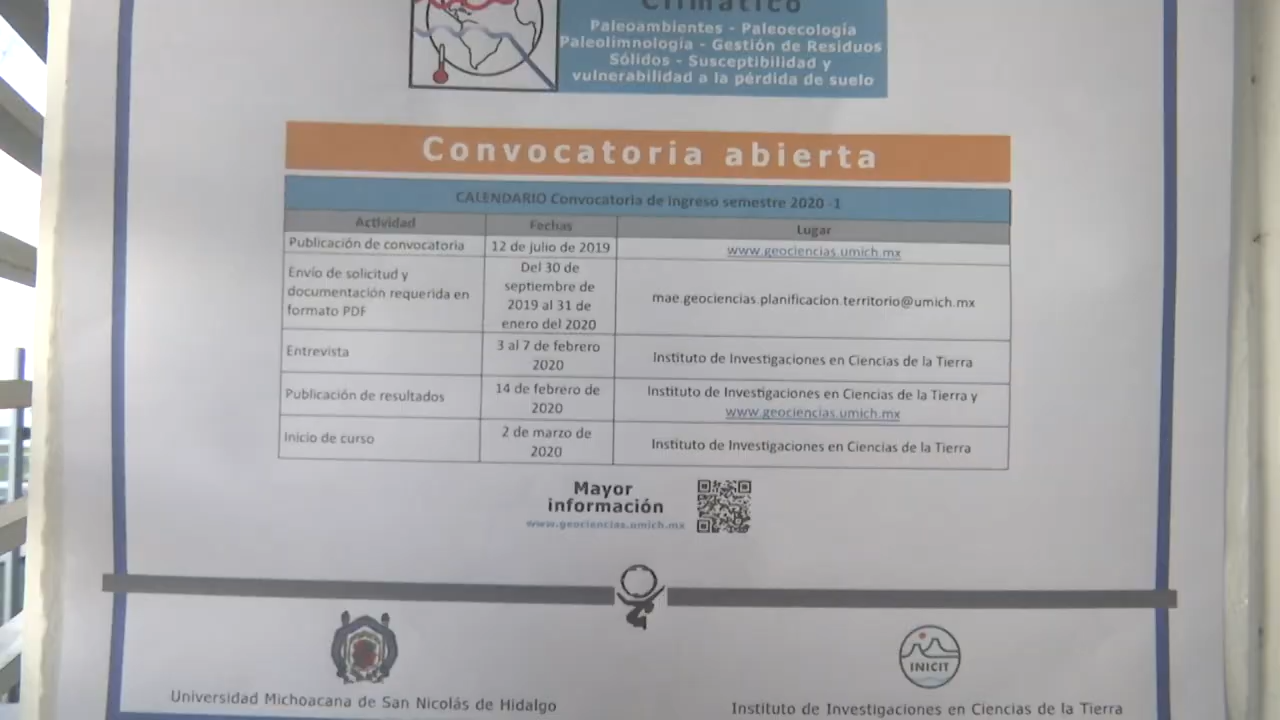 Climático
Paleoambientes - Paleoecología
Paleolimnología - Gestión de Residuos
Sólidos - Susceptibilidad y
vulnerabilidad a la pérdida de suelo
Convocatoria abierta
CALENDARIO Convocatoria de ingreso semestre 2020 -1
Actividad Fechas Lugar
Publicación de convocatoria 12 de julio de 2019 www.geociencias.umich.mx
Envío de solicitud y
documentación requerida en
formato PDF
Del 30 de
septiembre de
2019 al 31 de
enero del 2020
mae.geociencias.planificacion.territorio@umich.mx
Entrevista
3 al 7 de febrero
2020
Instituto de Investigaciones en Ciencias de la Tierra
Publicación de resultados
14 de febrero de
2020
Instituto de Investigaciones en Ciencias de la Tierra y
www.geociencias.umich.mx
Inicio de curso
2 de marzo de
2020
Instituto de Investigaciones en Ciencias de la Tierra
Mayor
información
www.geociencias.umich.mx
INICIT
Universidad Michoacana de San Nicolás de Hidalgo
Instituto de Investigaciones en Ciencias de la Tierra